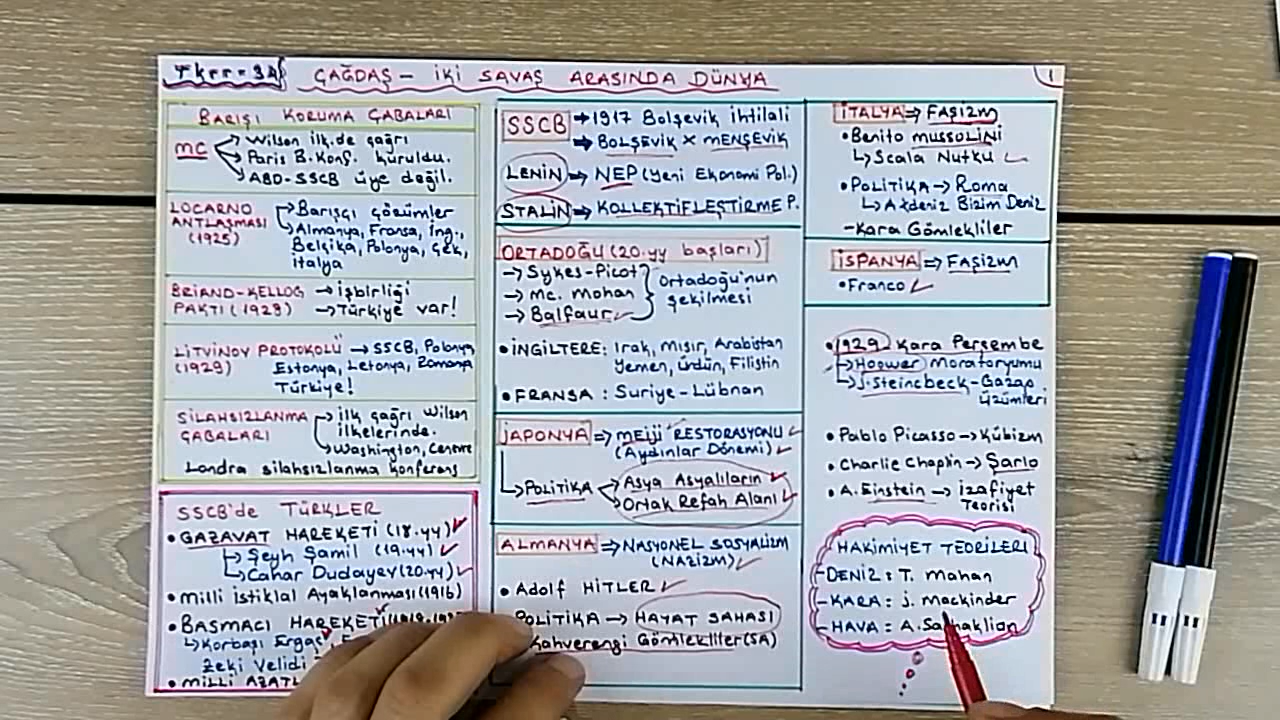 Tkrr=34
ÇAĞDAŞ – İKİ SAVAŞ ARASINDA DÜNYA
1
BARIŞI KORUMA ÇABALARI
MC → Wilson ilk.de çağrı
→ Paris B.Konf. kuruldu.
→ ABD-SSCB üye değil.
LOCARNO ANTLAŞMASI (1925)
→ Barışçı çözümler
→ Almanya, Fransa, İng.,
Belçika, Polonya, Çek,
İtalya
BRIAND-KELLOG PAKTI (1928)
→ İşbirliği
→ Türkiye var!
LİTVİNOV PROTOKOLÜ (1929)
→ SSCB, Polonya,
Estonya, Letonya, Romanya
Türkiye!
SİLAHSIZLANMA ÇABALARI
→ İlk çağrı Wilson
ilkelerinde.
→ Washington, Cenevre
Londra silahsızlanma konferans
SSCB'de TÜRKLER
• GAZAVAT HAREKETİ (18.yy)
→ Şeyh Şamil (19.yy)
→ Cahar Dudayev (20.yy)
• Milli İstiklal Ayaklanması (1916)
• BASMACI HAREKETİ
↳ Korbaşı Ergaş
Zeki Velidi
• MİLLİ
SSCB → 1917 Bolşevik İhtilali
⇒ BOLŞEVİK x MENŞEVİK
LENİN ⇒ NEP (Yeni Ekonomi Pol.)
STALİN ⇒ KOLLEKTİFLEŞTİRME P.
ORTADOĞU (20.yy başları)
→ Sykes-Picot
→ Mc. Mohan
→ Balfaur
Ortadoğu'nun
şekilmesi
• İNGİLTERE: Irak, Mısır, Arabistan
Yemen, Ürdün, Filistin
• FRANSA : Suriye-Lübnan
JAPONYA ⇒ MEİJİ RESTORASYONU
(Aydınlar Dönemi)
→ POLİTİKA → Asya Asyalıların
→ Ortak Refah Alanı
ALMANYA ⇒ NASYONEL SOSYALİZM
(NAZİZM)
• Adolf HİTLER
POLİTİKA → HAYAT SAHASI
Kahverengi Gömlekliler(SA)
İTALYA ⇒ FAŞİZM
• Benito MUSSOLİNİ
↳ Scala Nutku
• POLİTİKA → Roma
↳ Akdeniz Bizim Deniz
- Kara Gömlekliler
İSPANYA ⇒ FAŞİZM
• Franco
• 1929 Kara Perşembe
→ Hoower Moratoryumu
→ J.Steincbeck-Gazap
Üzümleri
• Pablo Picasso → Kübizm
• Charlie Chaplin → Şarlo
• A.Einstein → İzafiyet
Teorisi
HAKİMİYET TEORİLERİ
- DENİZ : T. Mahan
- KARA : J. Mackinder
- HAVA : A.